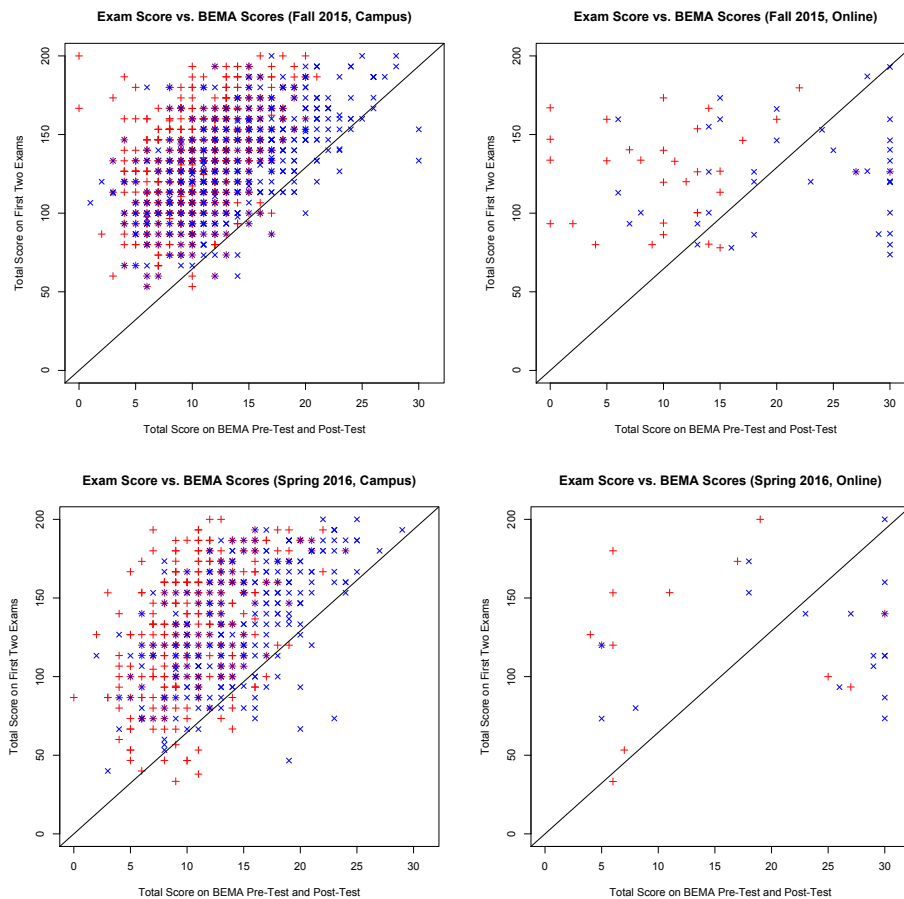 Exam Score vs. BEMA Scores (Fall 2015, Campus)
Total Score on First Two Exams
200
150
100
50
0
0 5 10 15 20 25 30
Total Score on BEMA Pre-Test and Post-Test
Exam Score vs. BEMA Scores (Fall 2015, Online)
Total Score on First Two Exams
200
150
100
50
0
0 5 10 15 20 25 30
Total Score on BEMA Pre-Test and Post-Test
Exam Score vs. BEMA Scores (Spring 2016, Campus)
Total Score on First Two Exams
200
150
100
50
0
0 5 10 15 20 25 30
Total Score on BEMA Pre-Test and Post-Test
Exam Score vs. BEMA Scores (Spring 2016, Online)
Total Score on First Two Exams
200
150
100
50
0
0 5 10 15 20 25 30
Total Score on BEMA Pre-Test and Post-Test